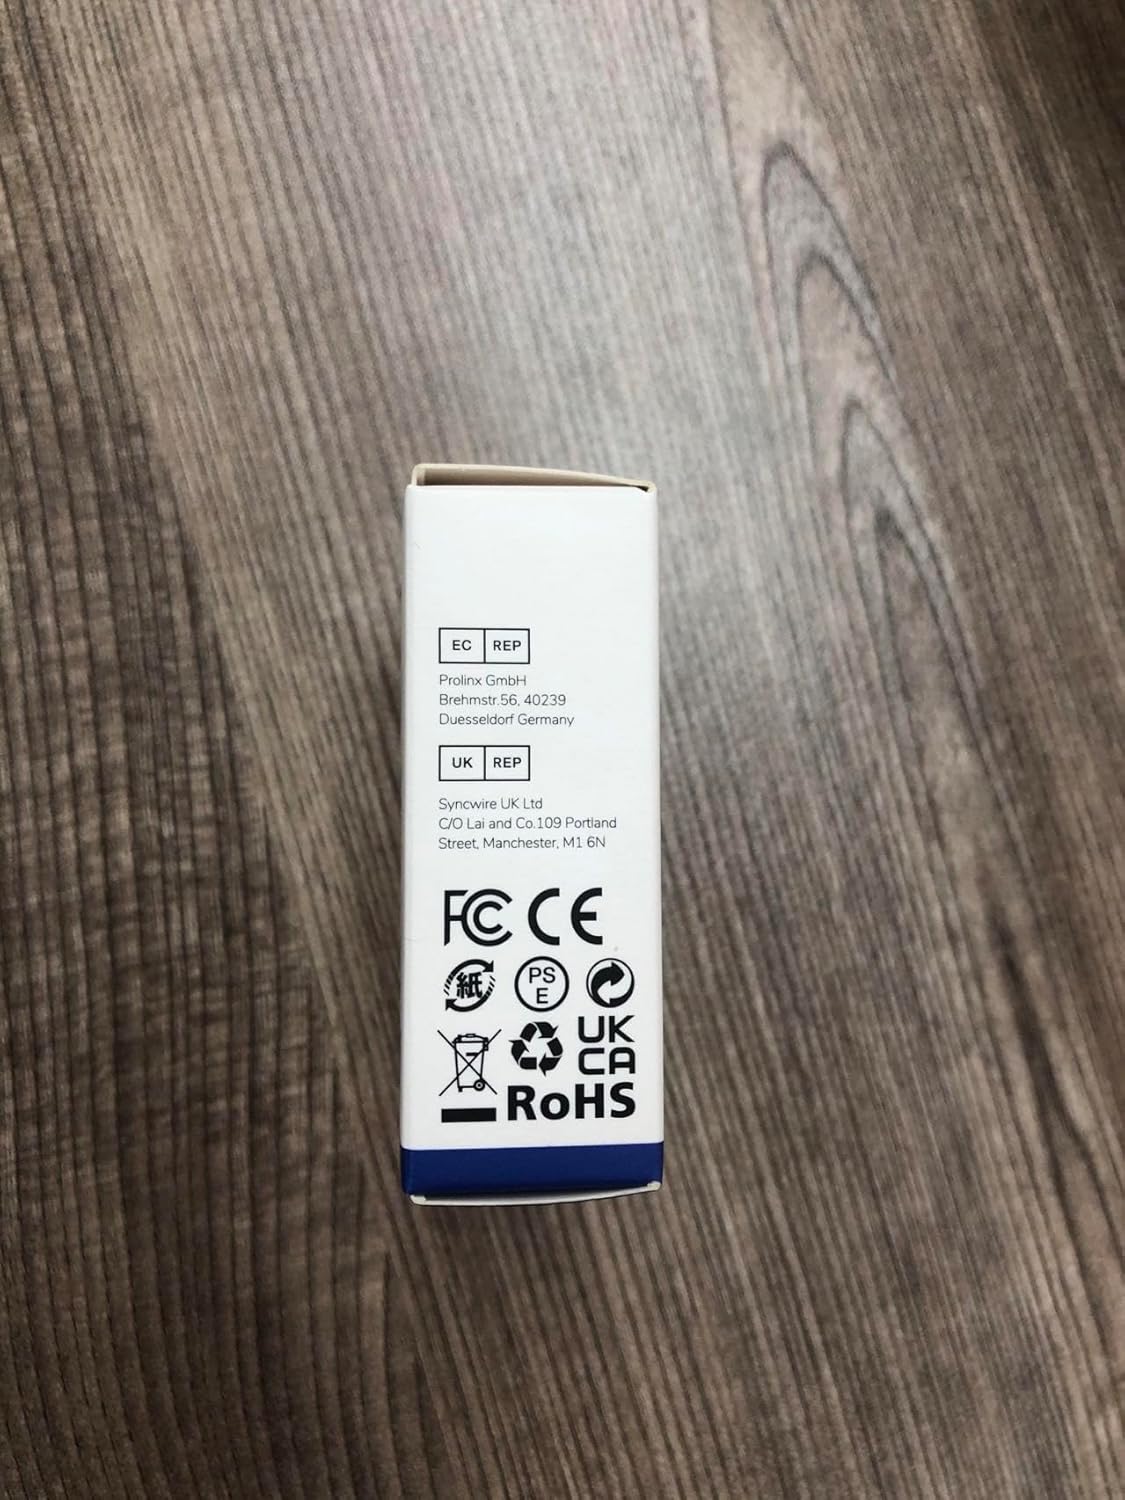 EC REP
Prolinx GmbH
Brehmstr.56, 40239
Duesseldorf Germany
UK REP
Syncwire UK Ltd
C/O Lai and Co.109 Portland
Street, Manchester, M1 6N
FC CE
紙 PS
E
UK
CA
RoHS